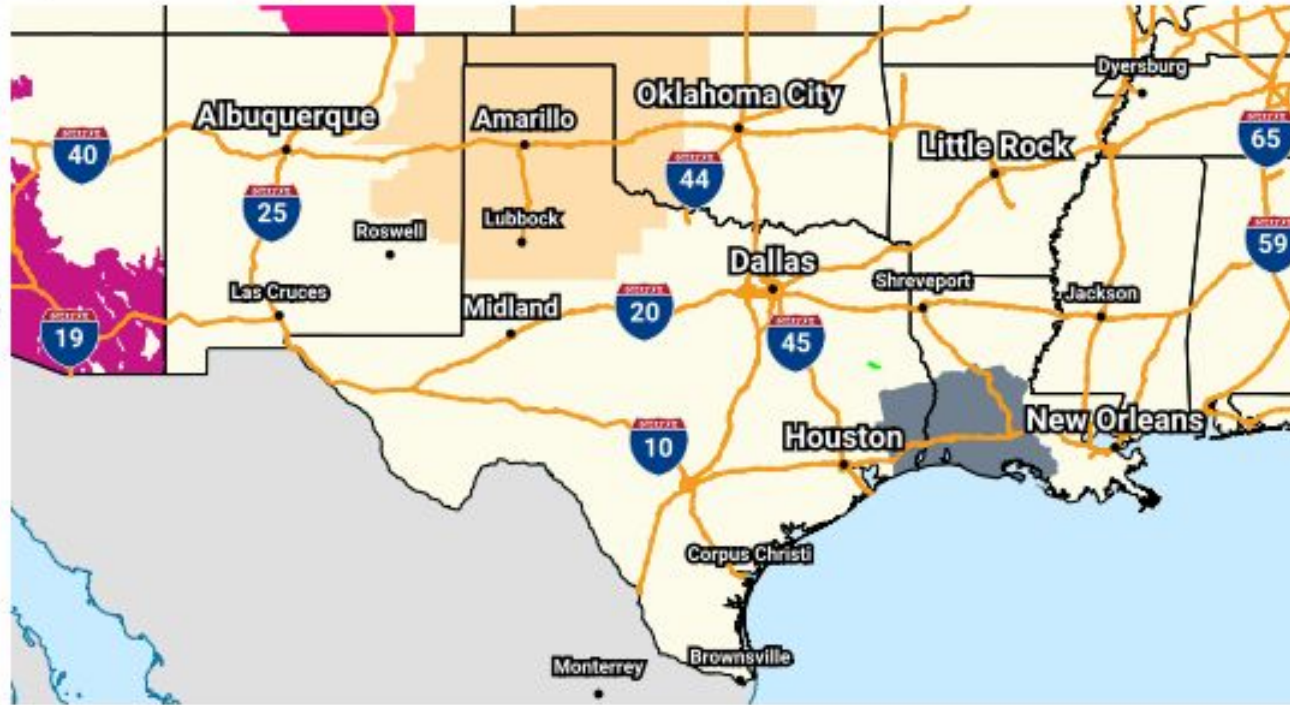 Dyersburg
Oklahoma City
Albuquerque
Amarillo
40
Little Rock
65
44
25
Lubbock
Roswell
59
Dallas
Las Cruces
Shreveport
Midland
20
Jackson
19
45
New Orleans
10
Houston
Corpus Christi
Brownsville
Monterrey